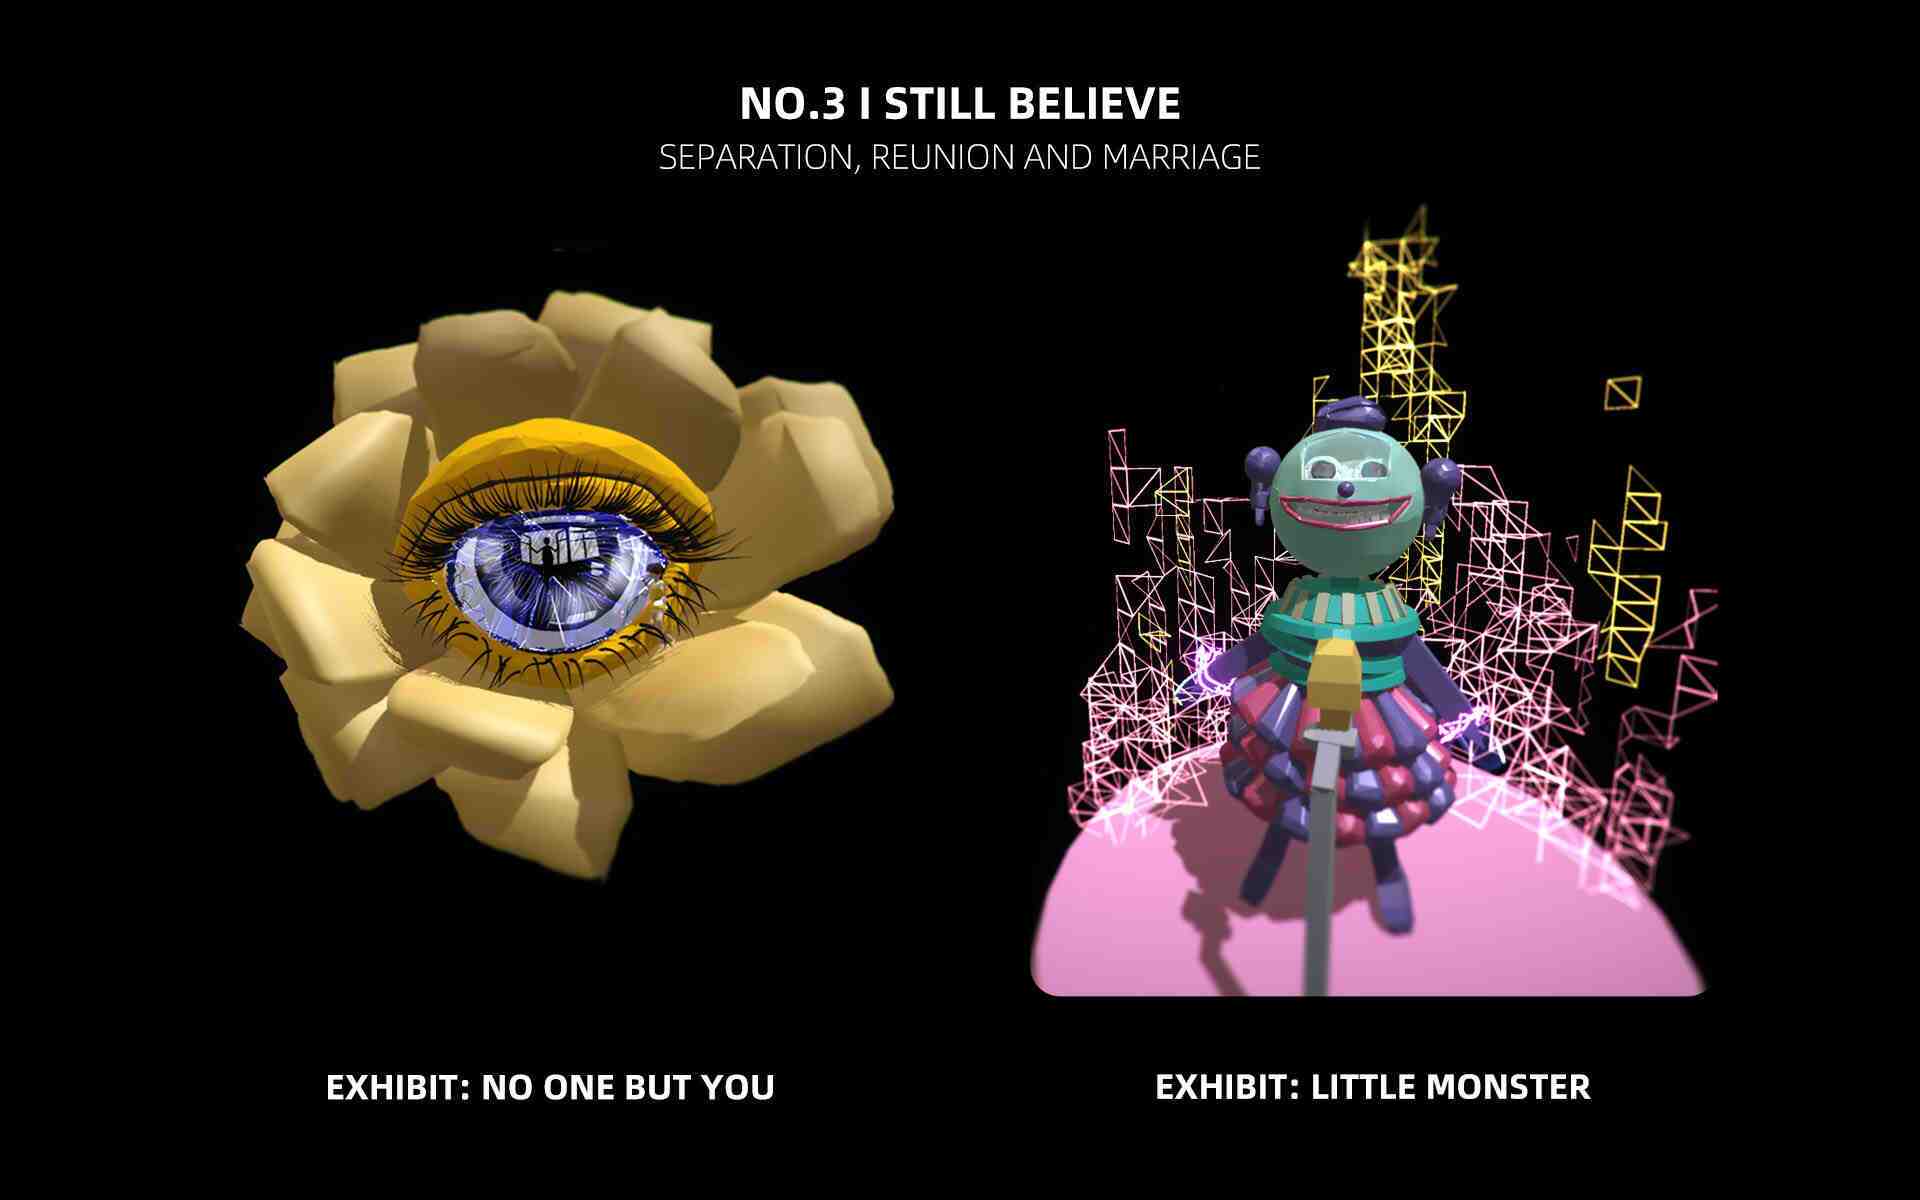 NO.3 I STILL BELIEVE
SEPARATION, REUNION AND MARRIAGE
EXHIBIT: NO ONE BUT YOU
EXHIBIT: LITTLE MONSTER